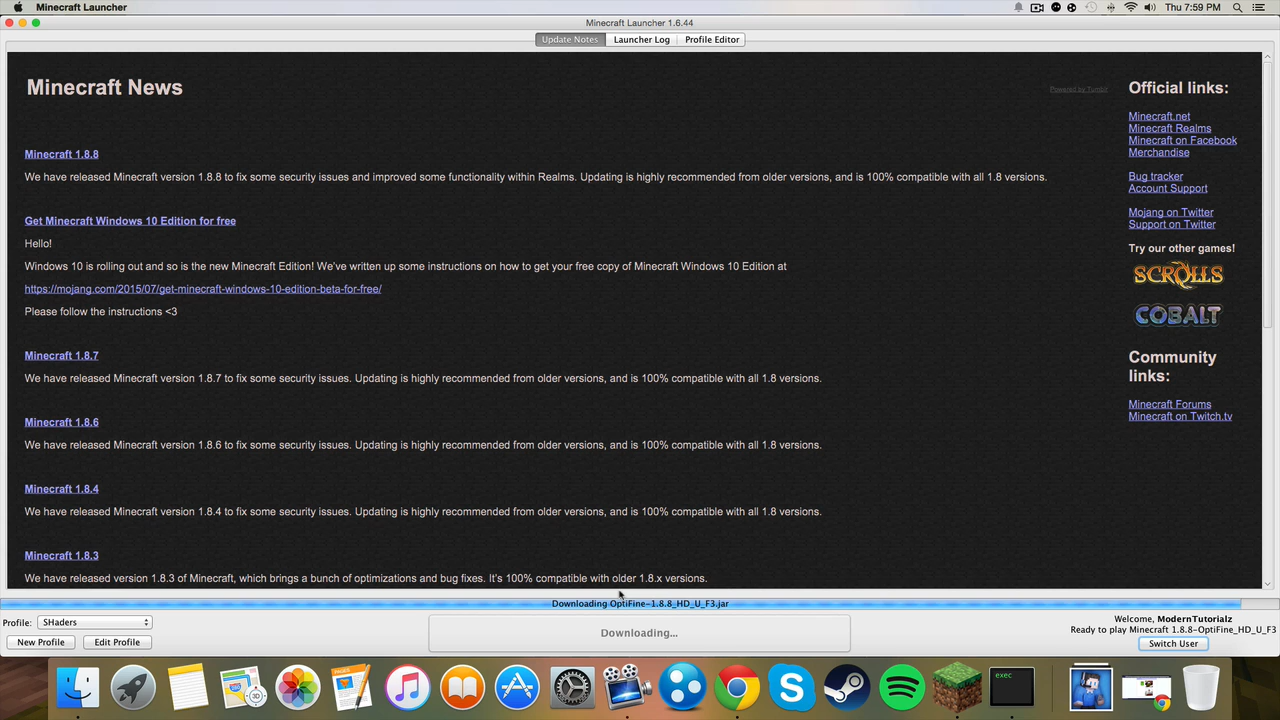 Minecraft Launcher
Thu 7:59 PM
Minecraft Launcher 1.6.44
Update Notes
Launcher Log
Profile Editor
Minecraft News
Powered by Tumblr
Minecraft 1.8.8
We have released Minecraft version 1.8.8 to fix some security issues and improved some functionality within Realms. Updating is highly recommended from older versions, and is 100% compatible with all 1.8 versions.
Get Minecraft Windows 10 Edition for free
Hello!
Windows 10 is rolling out and so is the new Minecraft Edition! We've written up some instructions on how to get your free copy of Minecraft Windows 10 Edition at
https://mojang.com/2015/07/get-minecraft-windows-10-edition-beta-for-free/
Please follow the instructions <3
Minecraft 1.8.7
We have released Minecraft version 1.8.7 to fix some security issues. Updating is highly recommended from older versions, and is 100% compatible with all 1.8 versions.
Minecraft 1.8.6
We have released Minecraft version 1.8.6 to fix some security issues. Updating is highly recommended from older versions, and is 100% compatible with all 1.8 versions.
Minecraft 1.8.4
We have released Minecraft version 1.8.4 to fix some security issues. Updating is highly recommended from older versions, and is 100% compatible with all 1.8 versions.
Minecraft 1.8.3
We have released version 1.8.3 of Minecraft, which brings a bunch of optimizations and bug fixes. It's 100% compatible with older 1.8.x versions.
Official links:
Minecraft.net
Minecraft Realms
Minecraft on Facebook
Merchandise
Bug tracker
Account Support
Mojang on Twitter
Support on Twitter
Try our other games!
SCROLLS
COBALT
Community
links:
Minecraft Forums
Minecraft on Twitch.tv
Downloading OptiFine-1.8.8_HD_U_F3.jar
Profile:
SHaders
New Profile
Edit Profile
Downloading...
Welcome, ModernTutorialz
Ready to play Minecraft 1.8.8-OptiFine_HD_U_F3
Switch User
exec